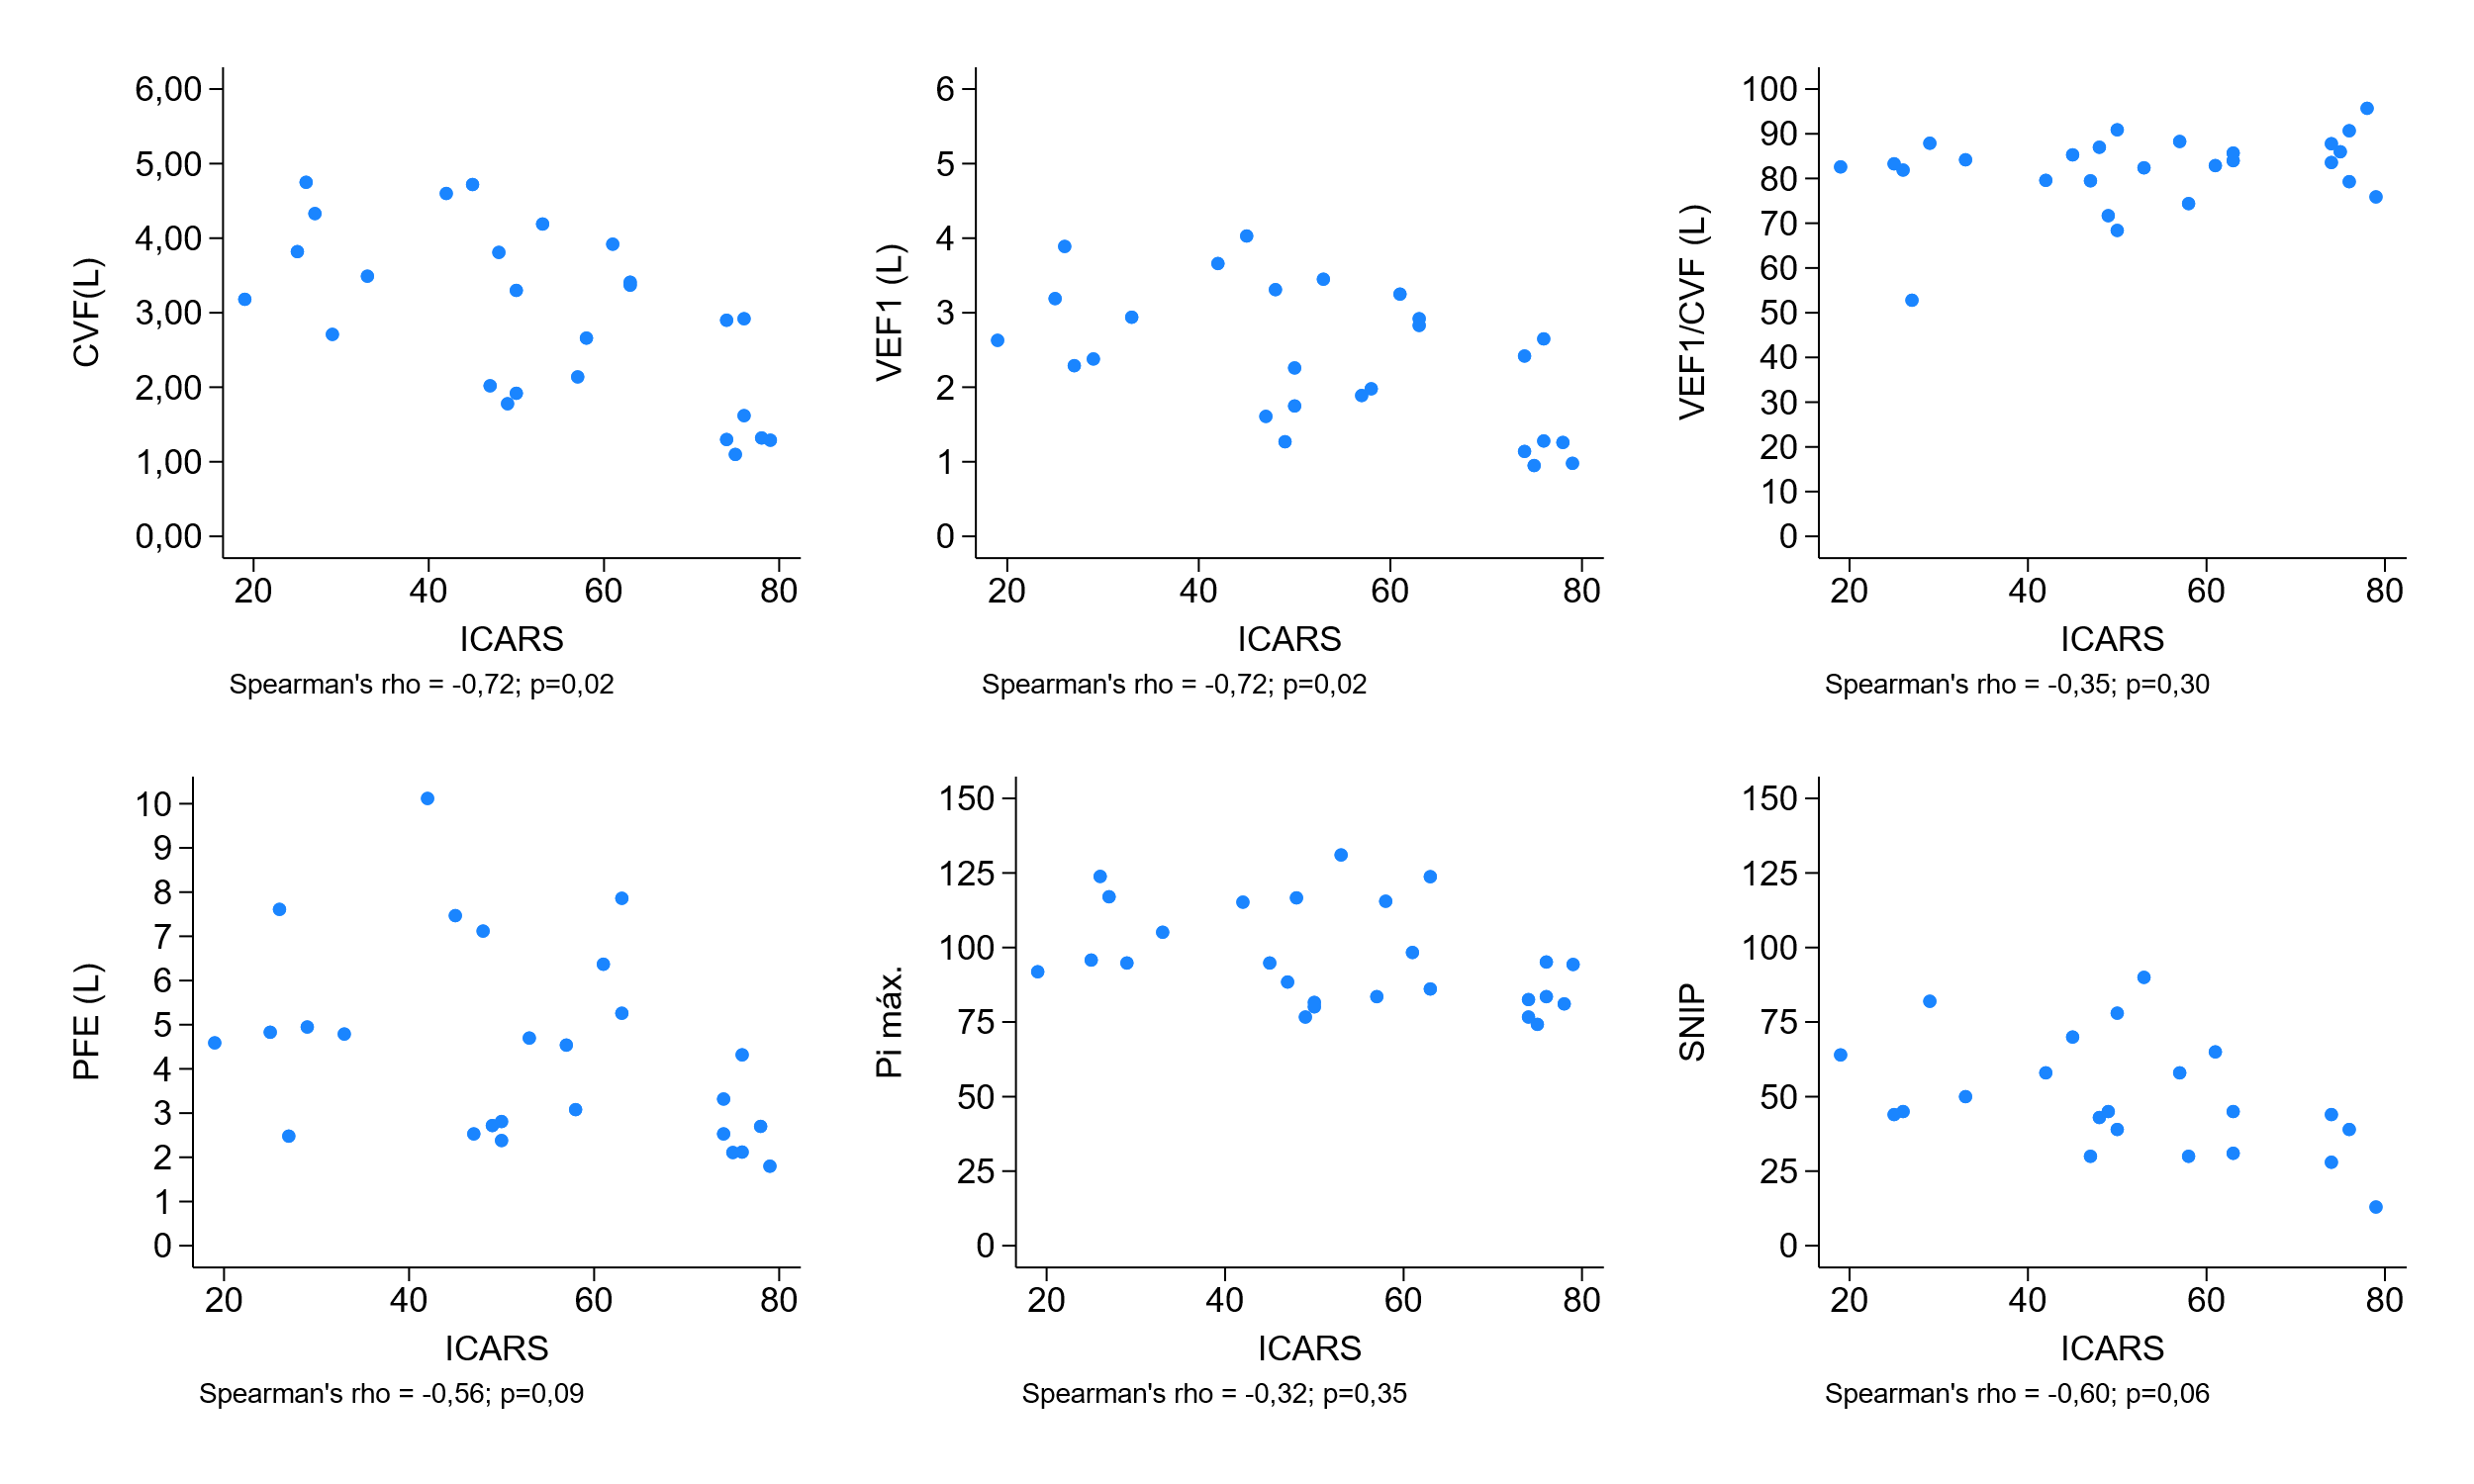 6,00
5,00
4,00
3,00
2,00
1,00
0,00
CVF(L)
20 40 60 80
ICARS
Spearman's rho = -0,72; p=0,02
6
5
4
3
2
1
0
VEF1 (L)
20 40 60 80
ICARS
Spearman's rho = -0,72; p=0,02
100
90
80
70
60
50
40
30
20
10
0
VEF1/CVF (L)
20 40 60 80
ICARS
Spearman's rho = -0,35; p=0,30
10
9
8
7
6
5
4
3
2
1
0
PFE (L)
20 40 60 80
ICARS
Spearman's rho = -0,56; p=0,09
150
125
100
75
50
25
0
Pi máx.
20 40 60 80
ICARS
Spearman's rho = -0,32; p=0,35
150
125
100
75
50
25
0
SNIP
20 40 60 80
ICARS
Spearman's rho = -0,60; p=0,06